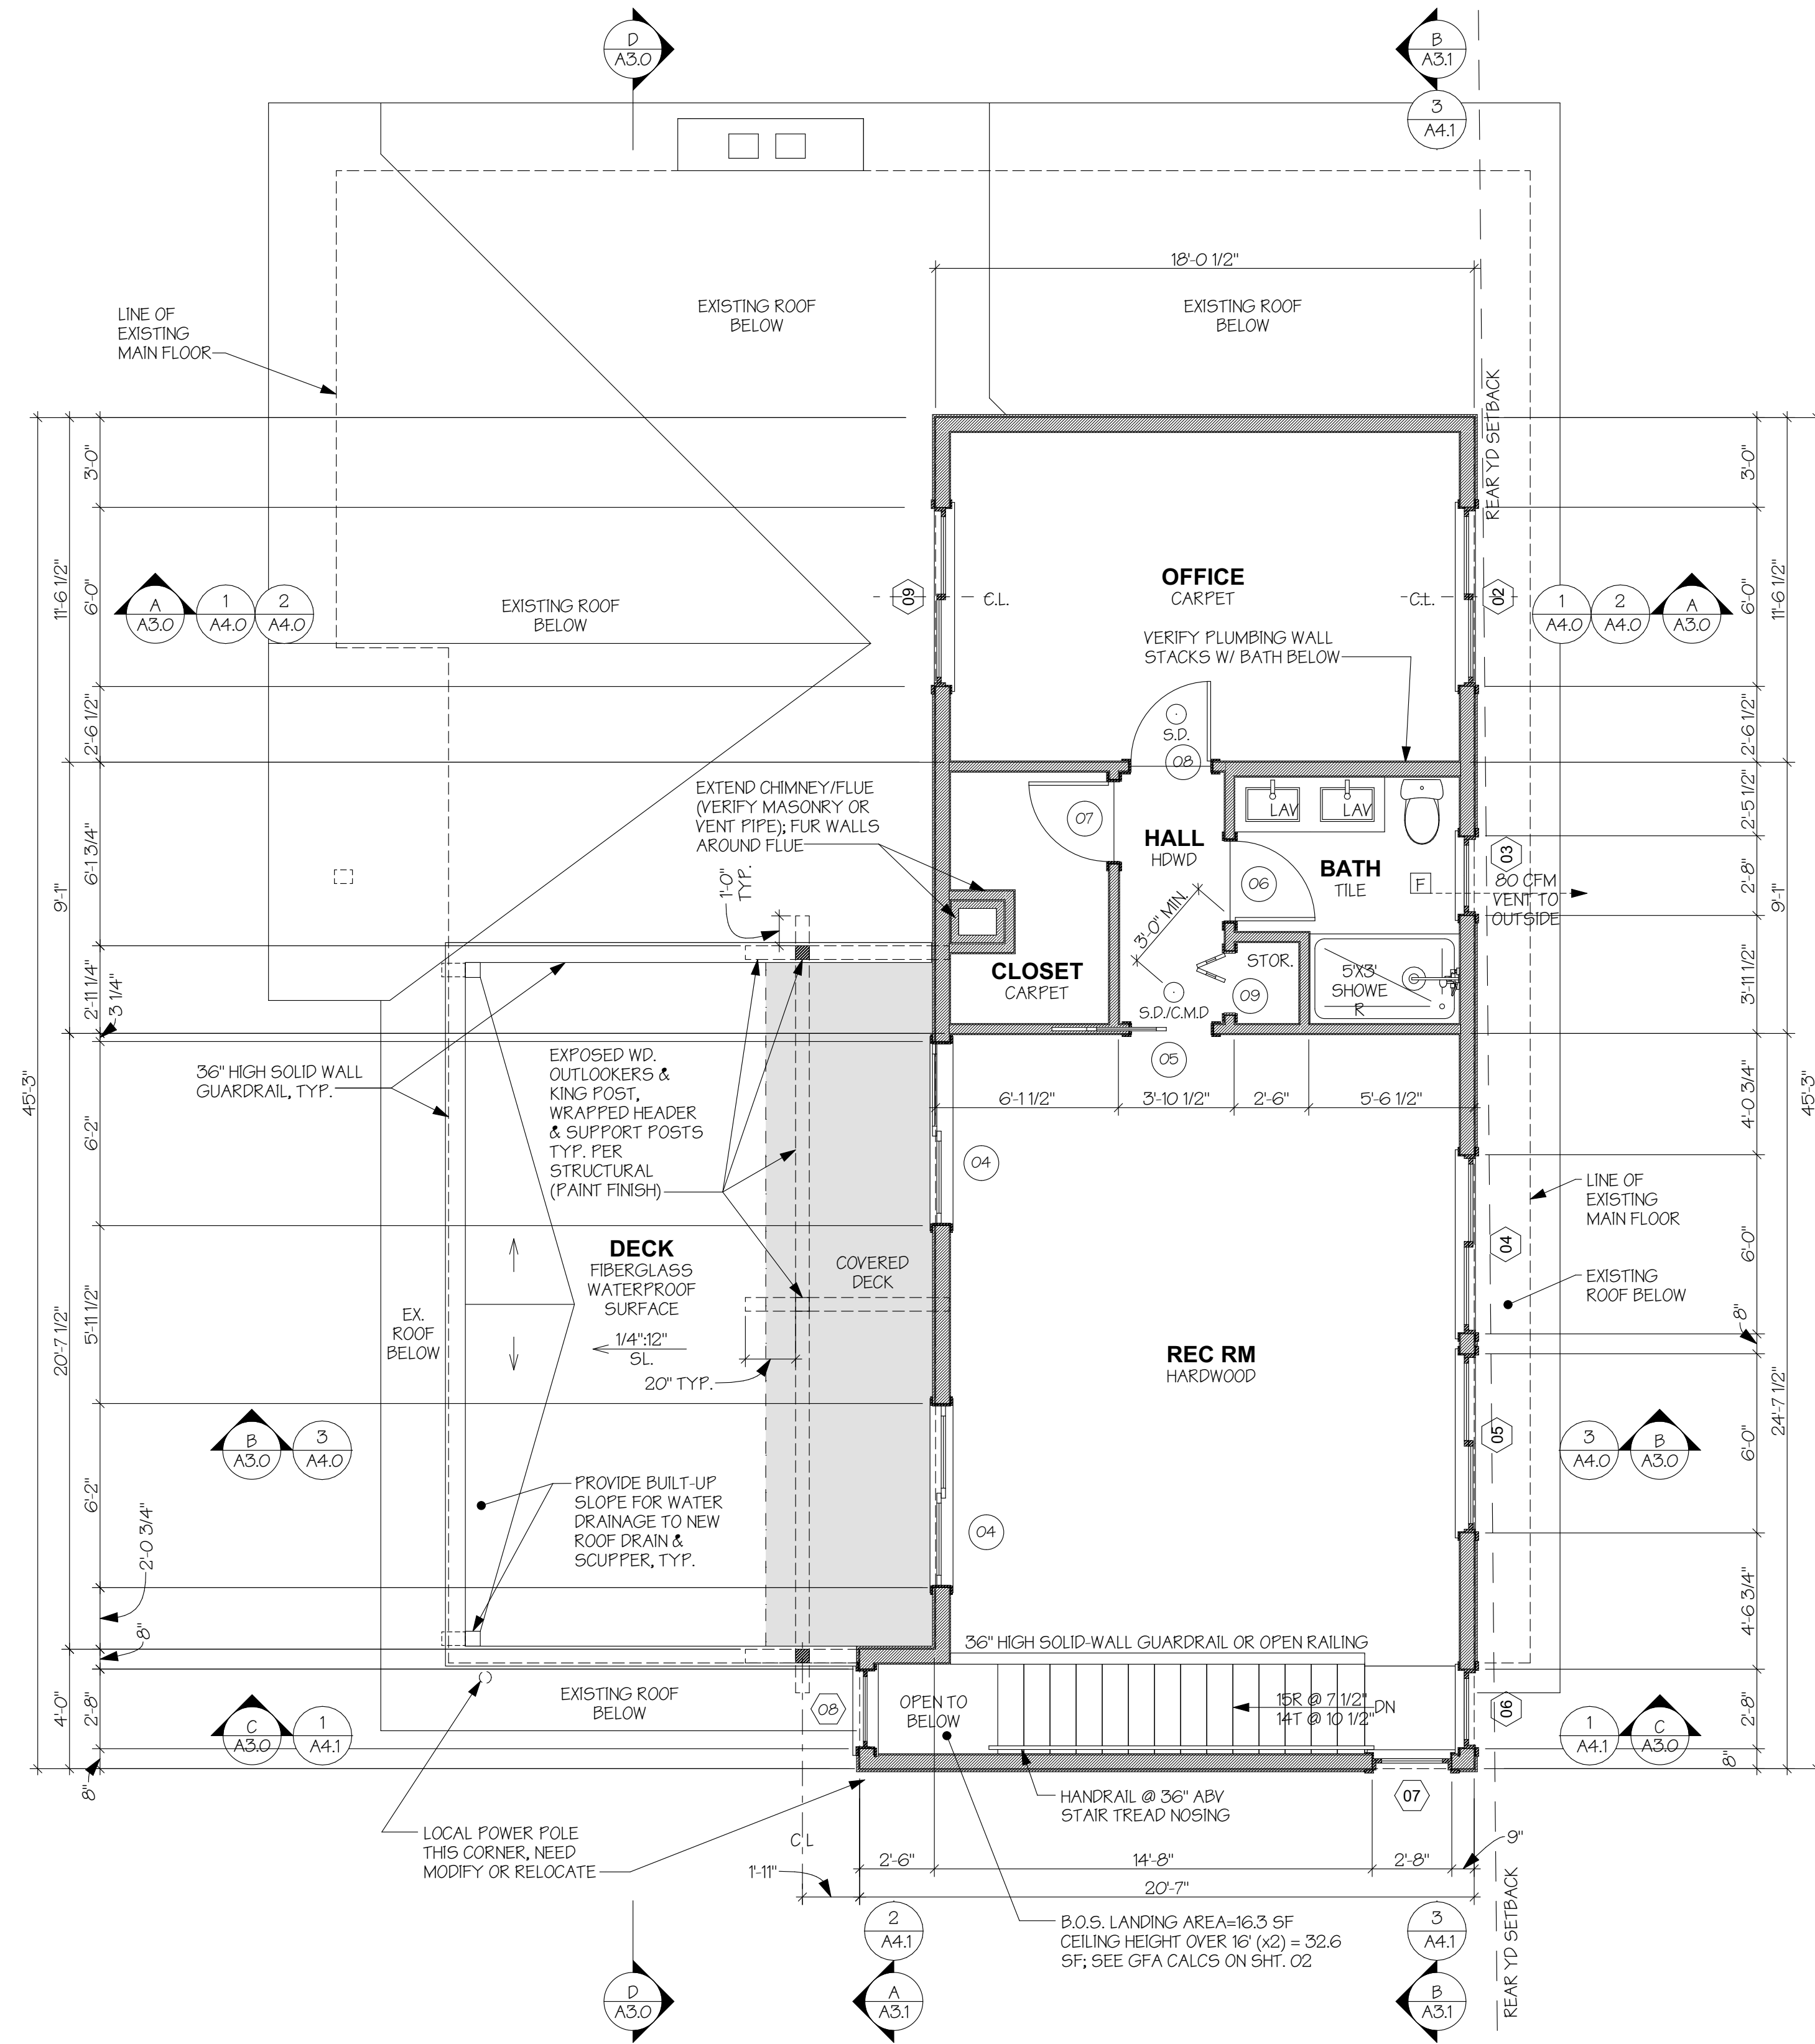 D
A3.0
B
A3.1
3
A4.1
18'-0 1/2"
EXISTING ROOF
BELOW
EXISTING ROOF
BELOW
LINE OF
EXISTING
MAIN FLOOR
REAR YD SETBACK
3'-0"
6'-0"
2'-6 1/2"
11'-6 1/2"
A
A3.0
1
A4.0
2
A4.0
EXISTING ROOF
BELOW
09
C.L.
OFFICE
CARPET
C.L.
02
1
A4.0
2
A4.0
A
A3.0
3'-0"
6'-0"
2'-6 1/2"
11'-6 1/2"
VERIFY PLUMBING WALL
STACKS W/ BATH BELOW
S.D.
08
EXTEND CHIMNEY/FLUE
(VERIFY MASONRY OR
VENT PIPE); FUR WALLS
AROUND FLUE
07
HALL
HDWD
LAV
LAV
BATH
TILE
F
06
03
80 CFM
VENT TO
OUTSIDE
2'-5 1/2"
2'-8"
3'-11 1/2"
9'-1"
6'-1 3/4"
9'-1"
2'-11 1/4"
3 1/4"
1'-0"
TYP.
3'-0" MIN.
CLOSET
CARPET
STOR.
09
S.D./C.M.D
5'X3'
SHOWE
R
05
36" HIGH SOLID WALL
GUARDRAIL, TYP.
EXPOSED WD.
OUTLOOKERS &
KING POST,
WRAPPED HEADER
& SUPPORT POSTS
TYP. PER
STRUCTURAL
(PAINT FINISH)
6'-1 1/2"
3'-10 1/2"
2'-6"
5'-6 1/2"
45'-3"
45'-3"
6'-2"
5'-11 1/2"
20'-7 1/2"
6'-2"
2'-0 3/4"
8"
04
DECK
FIBERGLASS
WATERPROOF
SURFACE
1/4":12"
SL.
20" TYP.
COVERED
DECK
EX.
ROOF
BELOW
REC RM
HARDWOOD
LINE OF
EXISTING
MAIN FLOOR
04
EXISTING
ROOF BELOW
4'-0 3/4"
6'-0"
8"
6'-0"
4'-6 3/4"
24'-7 1/2"
B
A3.0
3
A4.0
05
3
A4.0
B
A3.0
PROVIDE BUILT-UP
SLOPE FOR WATER
DRAINAGE TO NEW
ROOF DRAIN &
SCUPPER, TYP.
04
36" HIGH SOLID-WALL GUARDRAIL OR OPEN RAILING
4'-0"
2'-8"
8"
C
A3.0
1
A4.1
EXISTING ROOF
BELOW
08
OPEN TO
BELOW
15R @ 7 1/2"
14T @ 10 1/2"
DN
06
1
A4.1
C
A3.0
2'-8"
8"
HANDRAIL @ 36" ABV
STAIR TREAD NOSING
07
LOCAL POWER POLE
THIS CORNER, NEED
MODIFY OR RELOCATE
C L
1'-11"
2'-6"
14'-8"
2'-8"
9"
20'-7"
B.O.S. LANDING AREA=16.3 SF
CEILING HEIGHT OVER 16' (x2) = 32.6
SF; SEE GFA CALCS ON SHT. 02
REAR YD SETBACK
2
A4.1
3
A4.1
D
A3.0
A
A3.1
B
A3.1